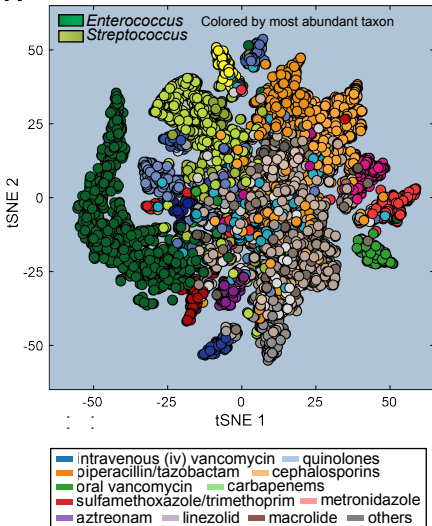 Enterococcus Colored by most abundant taxon
Streptococcus
50
25
0
-25
-50
tSNE 2
-50 -25 0 25 50
tSNE 1
intravenous (iv) vancomycin quinolones
piperacillin/tazobactam cephalosporins
oral vancomycin carbapenems
sulfamethoxazole/trimethoprim metronidazole
aztreonam linezolid macrolide others